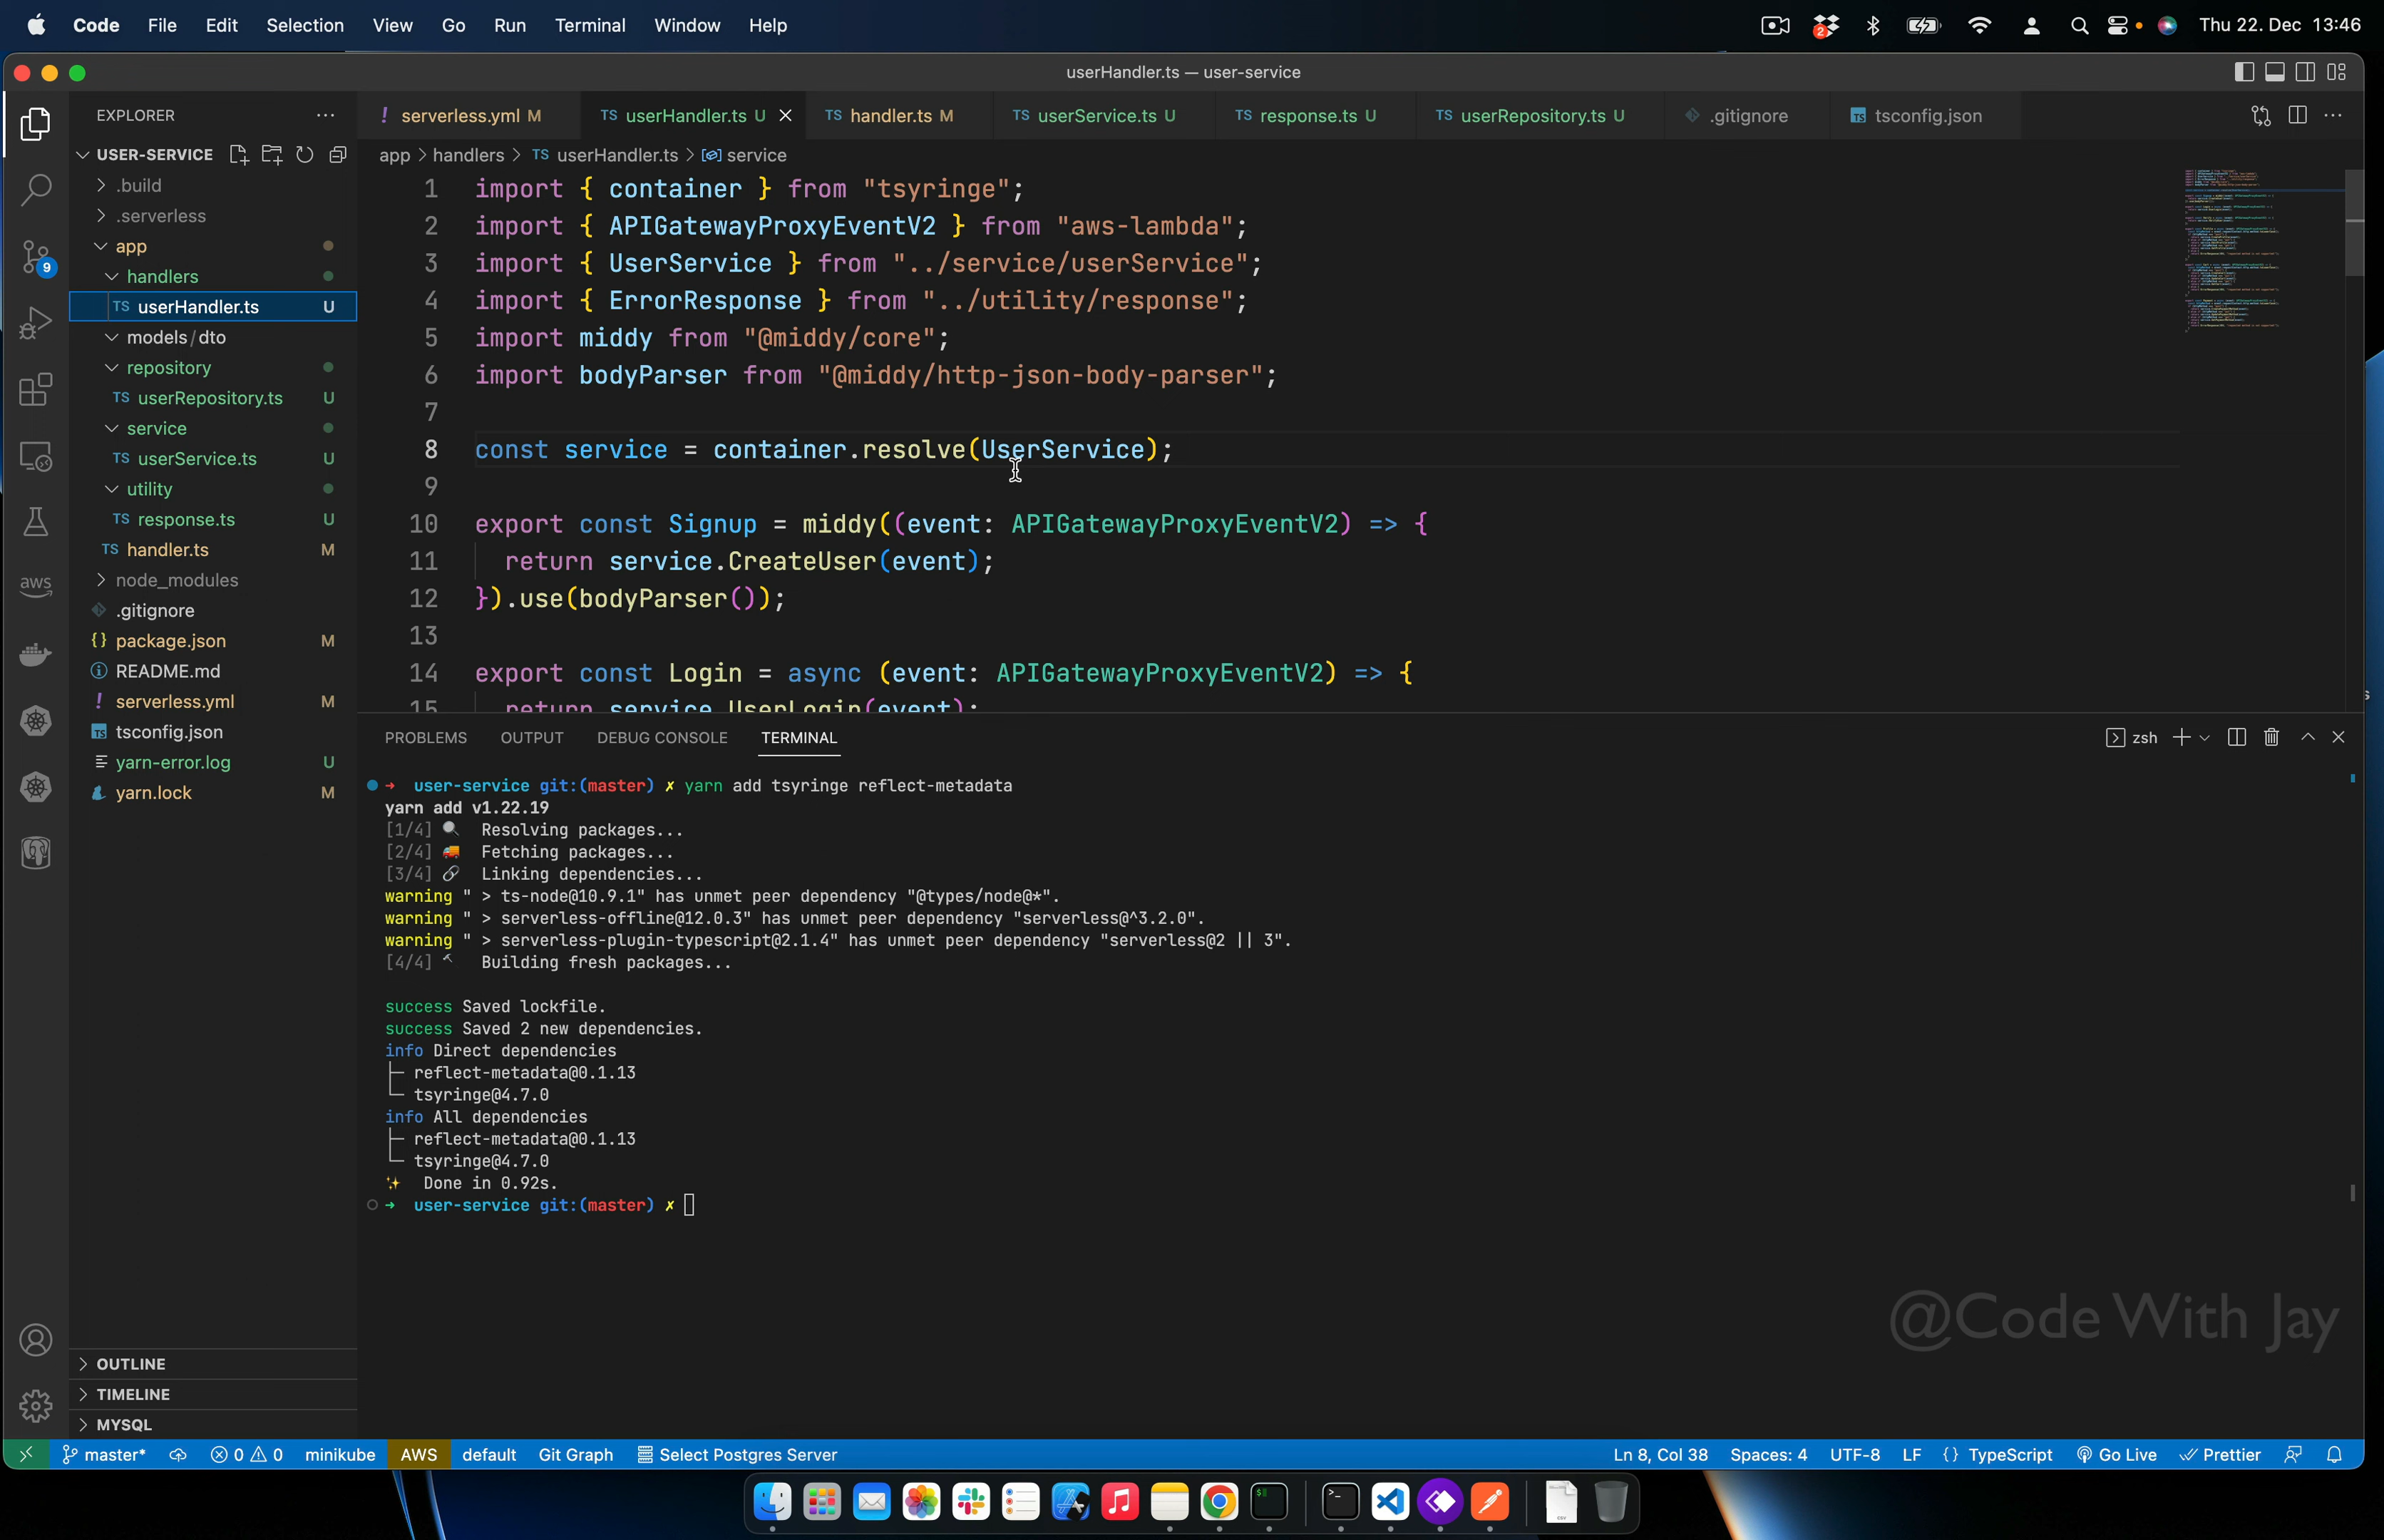 Code File Edit Selection View Go Run Terminal Window Help
2
Thu 22. Dec 13:46
userHandler.ts — user-service
EXPLORER
! serverless.yml M
TS userHandler.ts U
TS handler.ts M
TS userService.ts U
TS response.ts U
TS userRepository.ts U
.gitignore
TS tsconfig.json
USER-SERVICE
.build
.serverless
app
handlers
TS userHandler.ts U
models / dto
repository
TS userRepository.ts U
service
TS userService.ts U
utility
TS response.ts U
TS handler.ts M
node_modules
.gitignore
{} package.json M
README.md
! serverless.yml M
TS tsconfig.json
yarn-error.log U
yarn.lock M
OUTLINE
TIMELINE
MYSQL
9
aws
app > handlers > TS userHandler.ts > service
1 import { container } from "tsyringe";
2 import { APIGatewayProxyEventV2 } from "aws-lambda";
3 import { UserService } from "../service/userService";
4 import { ErrorResponse } from "../utility/response";
5 import middy from "@middy/core";
6 import bodyParser from "@middy/http-json-body-parser";
7
8 const service = container.resolve(UserService);
9
10 export const Signup = middy((event: APIGatewayProxyEventV2) => {
11 return service.CreateUser(event);
12 }).use(bodyParser());
13
14 export const Login = async (event: APIGatewayProxyEventV2) => {
15 return service.UserLogin(event);
PROBLEMS OUTPUT DEBUG CONSOLE TERMINAL
zsh
→ user-service git:(master) ✗ yarn add tsyringe reflect-metadata
yarn add v1.22.19
[1/4] 🔍 Resolving packages...
[2/4] 🚚 Fetching packages...
[3/4] 🔗 Linking dependencies...
warning " > ts-node@10.9.1" has unmet peer dependency "@types/node@*".
warning " > serverless-offline@12.0.3" has unmet peer dependency "serverless@^3.2.0".
warning " > serverless-plugin-typescript@2.1.4" has unmet peer dependency "serverless@2 || 3".
[4/4] 🔨 Building fresh packages...
success Saved lockfile.
success Saved 2 new dependencies.
info Direct dependencies
├─ reflect-metadata@0.1.13
└─ tsyringe@4.7.0
info All dependencies
├─ reflect-metadata@0.1.13
└─ tsyringe@4.7.0
✨ Done in 0.92s.
→ user-service git:(master) ✗
@Code With Jay
master* 0 0 minikube AWS default Git Graph Select Postgres Server
Ln 8, Col 38 Spaces: 4 UTF-8 LF {} TypeScript Go Live Prettier